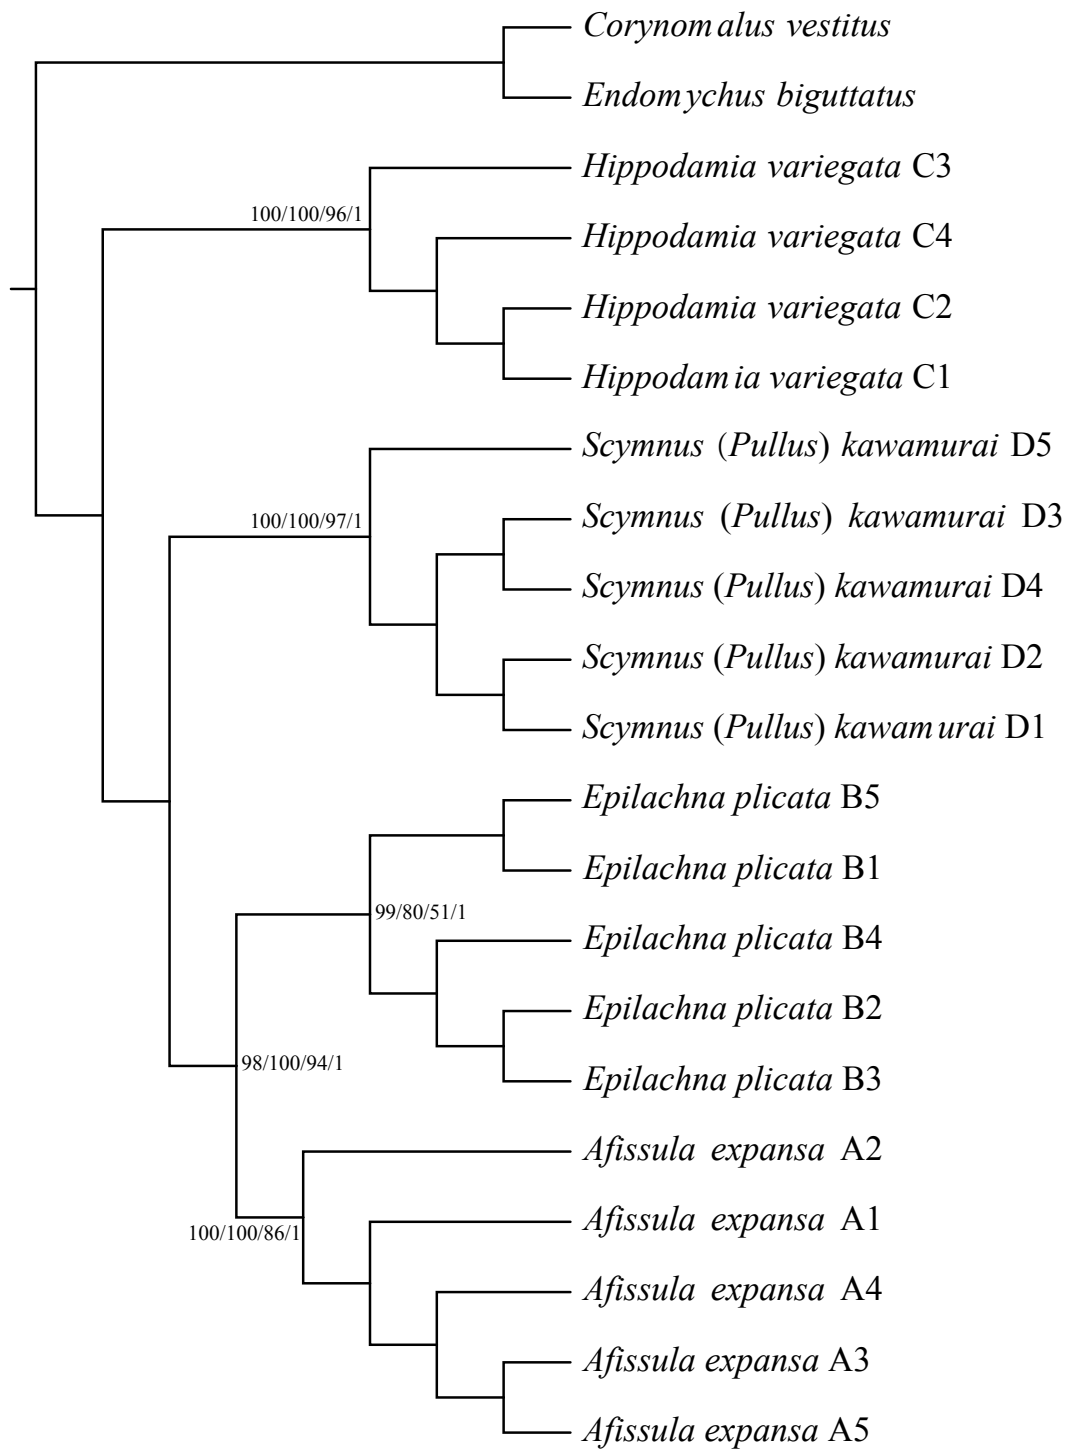 Corynomalus vestitus
Endomychus biguttatus
Hippodamia variegata C3
100/100/96/1
Hippodamia variegata C4
Hippodamia variegata C2
Hippodamia variegata C1
Scymnus (Pullus) kawamurai D5
100/100/97/1
Scymnus (Pullus) kawamurai D3
Scymnus (Pullus) kawamurai D4
Scymnus (Pullus) kawamurai D2
Scymnus (Pullus) kawamurai D1
Epilachna plicata B5
Epilachna plicata B1
99/80/51/1
Epilachna plicata B4
Epilachna plicata B2
98/100/94/1
Epilachna plicata B3
Afissula expansa A2
100/100/86/1
Afissula expansa A1
Afissula expansa A4
Afissula expansa A3
Afissula expansa A5